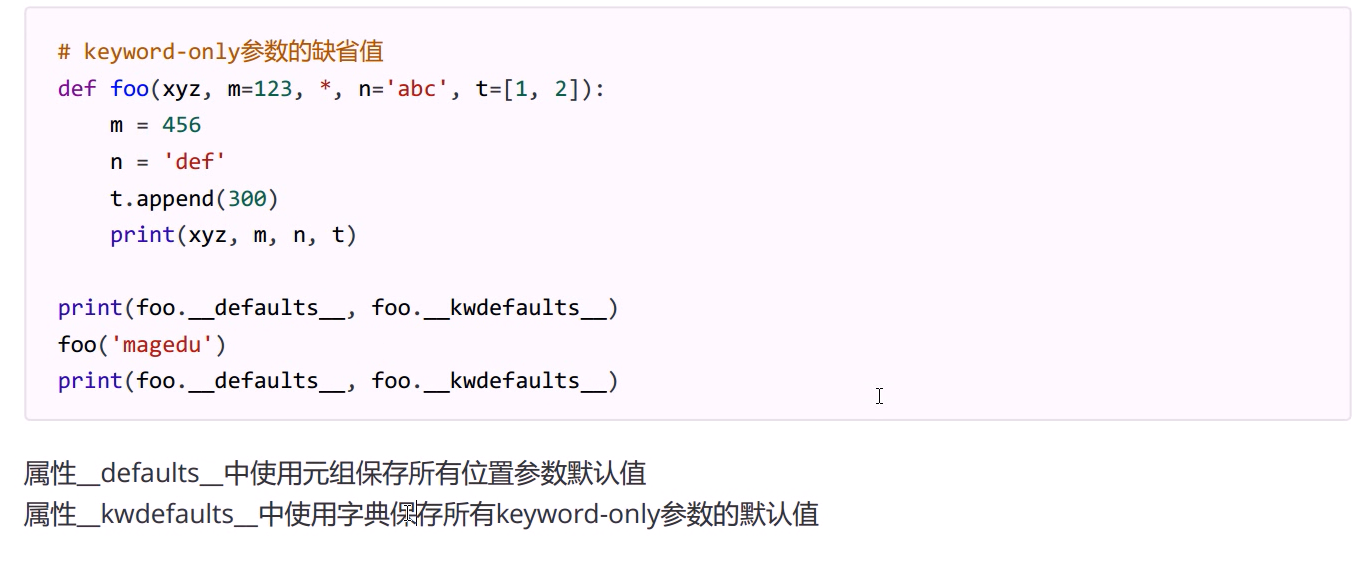 # keyword-only参数的缺省值
def foo(xyz, m=123, *, n='abc', t=[1, 2]):
    m = 456
    n = 'def'
    t.append(300)
    print(xyz, m, n, t)

print(foo.__defaults__, foo.__kwdefaults__)
foo('magedu')
print(foo.__defaults__, foo.__kwdefaults__)
属性__defaults__中使用元组保存所有位置参数默认值
属性__kwdefaults__中使用字典保存所有keyword-only参数的默认值